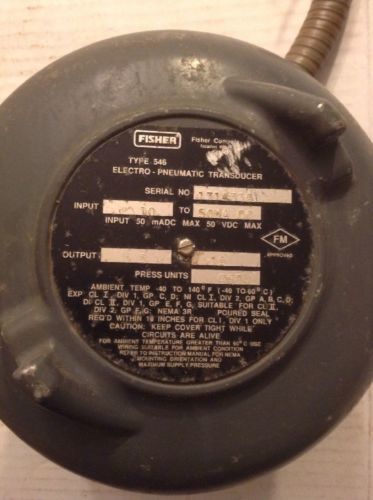 FISHER
Fisher
TYPE 546
ELECTRO-PNEUMATIC TRANSDUCER
SERIAL NO
INPUT TO
INPUT 50 mADC MAX 50 VDC MAX
FM
APPROVED
OUTPUT
PRESS UNITS
AMBIENT TEMP -40 TO 140°F (-40 TO 60°C)
EXP CL I, DIV 1, GP C, D; NI CL I, DIV 2, GP A, B, C, D;
DI CL II, DIV 1, GP E, F, G, SUITABLE FOR CL II,
DIV 2, GP F, G; NEMA 3R POURED SEAL
REQ'D WITHIN 18 INCHES FOR CL I, DIV 1 ONLY
CAUTION: KEEP COVER TIGHT WHILE
CIRCUITS ARE ALIVE
FOR AMBIENT TEMPERATURE GREATER THAN 60°C USE
WIRING SUITABLE FOR AMBIENT CONDITION
REFER TO INSTRUCTION MANUAL FOR NEMA
MOUNTING ORIENTATION AND
MAXIMUM SUPPLY PRESSURE